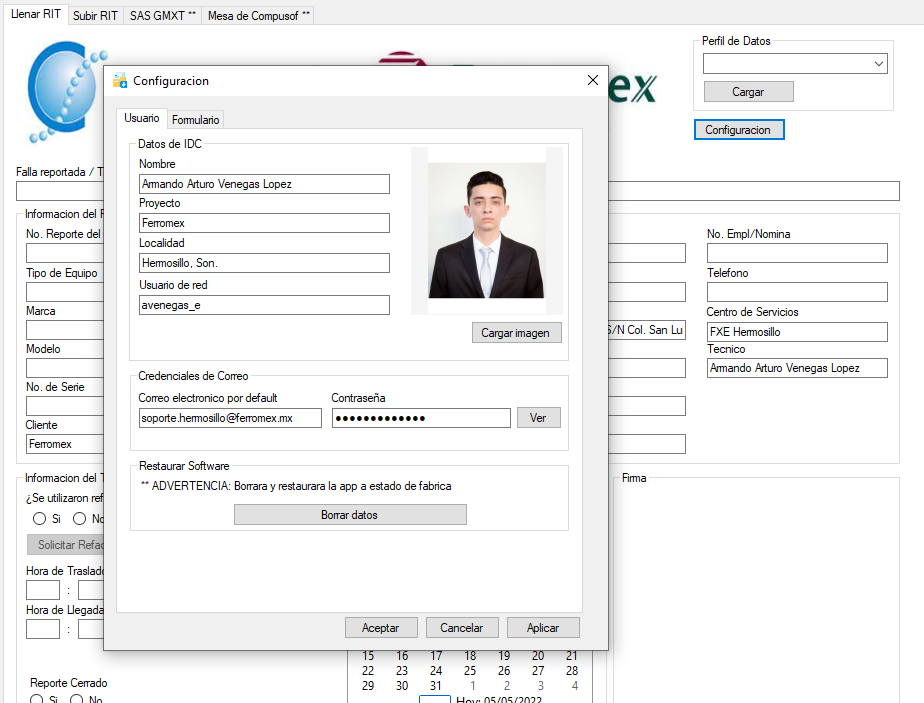 Llenar RIT Subir RIT SAS GMXT ** Mesa de Compusof **
Perfil de Datos
Cargar
Configuracion
ex
Configuracion
Usuario Formulario
Datos de IDC
Nombre
Armando Arturo Venegas Lopez
Proyecto
Ferromex
Localidad
Hermosillo, Son.
Usuario de red
avenegas_e
Cargar imagen
Credenciales de Correo
Correo electronico por default Contraseña
soporte.hermosillo@ferromex.mx ●●●●●●●●●●●●● Ver
Restaurar Software
** ADVERTENCIA: Borrara y restaurara la app a estado de fabrica
Borrar datos
Aceptar Cancelar Aplicar
Falla reportada / T
Informacion del
No. Reporte del
Tipo de Equipo
Marca
Modelo
No. de Serie
Cliente
Ferromex
S/N Col. San Lu
No. Empl/Nomina
Telefono
Centro de Servicios
FXE Hermosillo
Tecnico
Armando Arturo Venegas Lopez
Informacion del T
¿Se utilizaron ref
Si No
Solicitar Refac
Hora de Traslado
:
Hora de Llegada
:
Reporte Cerrado
Si No
15 16 17 18 19 20 21
22 23 24 25 26 27 28
29 30 31 1 2 3 4
Hoy: 05/05/2022
Firma